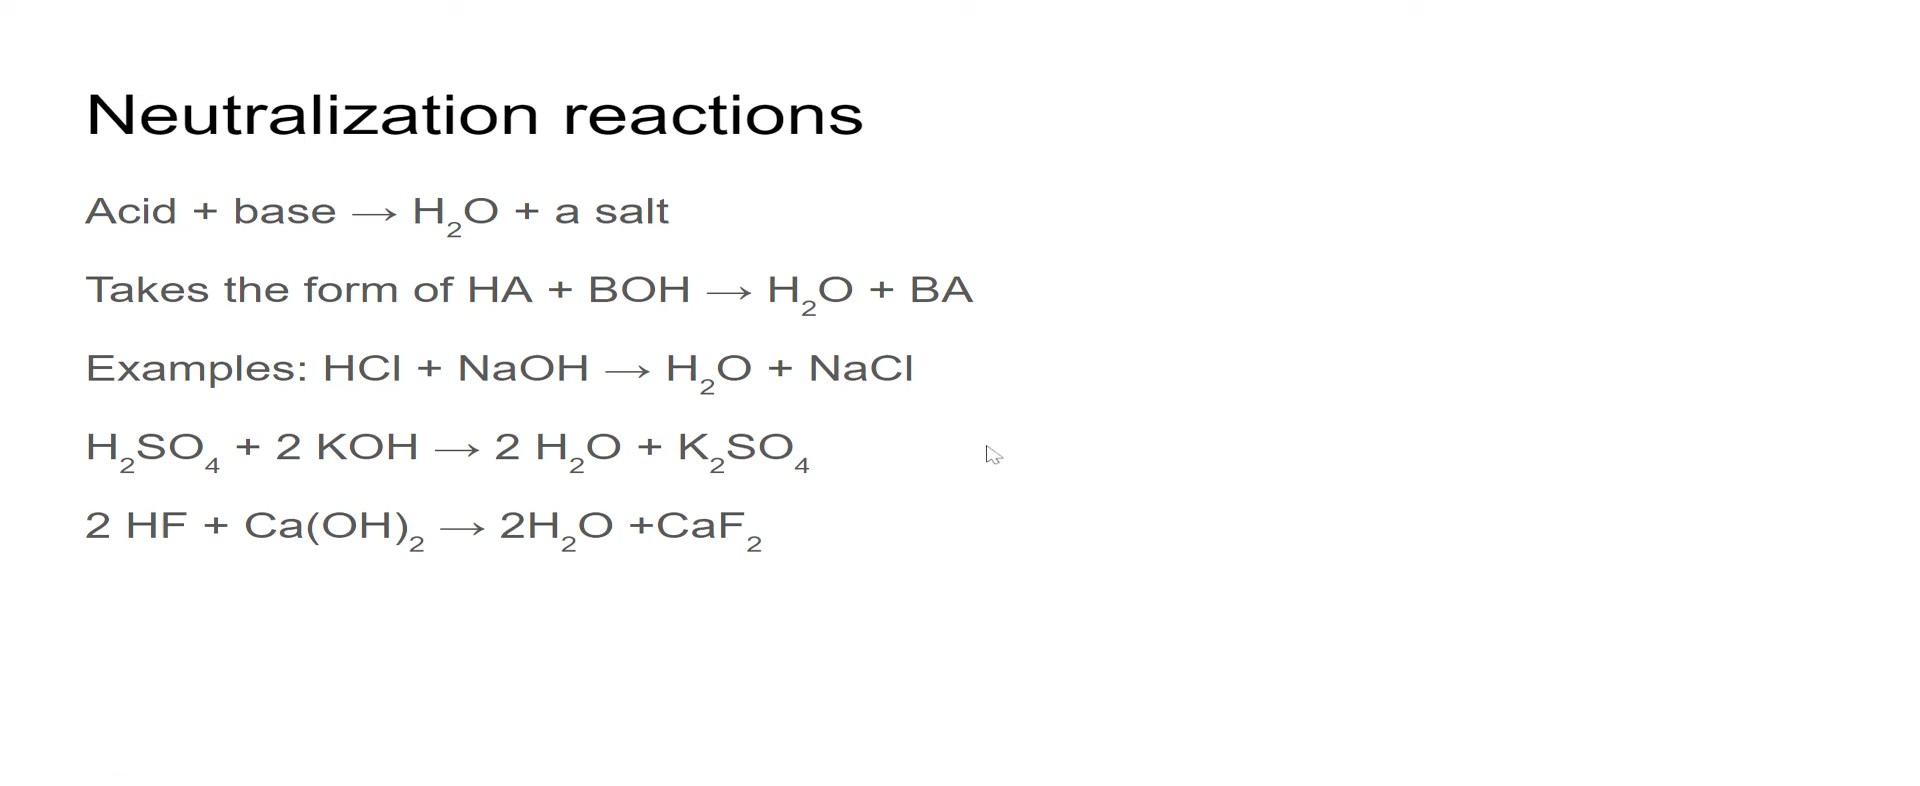 Neutralization reactions
Acid + base → H₂O + a salt
Takes the form of HA + BOH → H₂O + BA
Examples: HCl + NaOH → H₂O + NaCl
H₂SO₄ + 2 KOH → 2 H₂O + K₂SO₄
2 HF + Ca(OH)₂ → 2H₂O +CaF₂